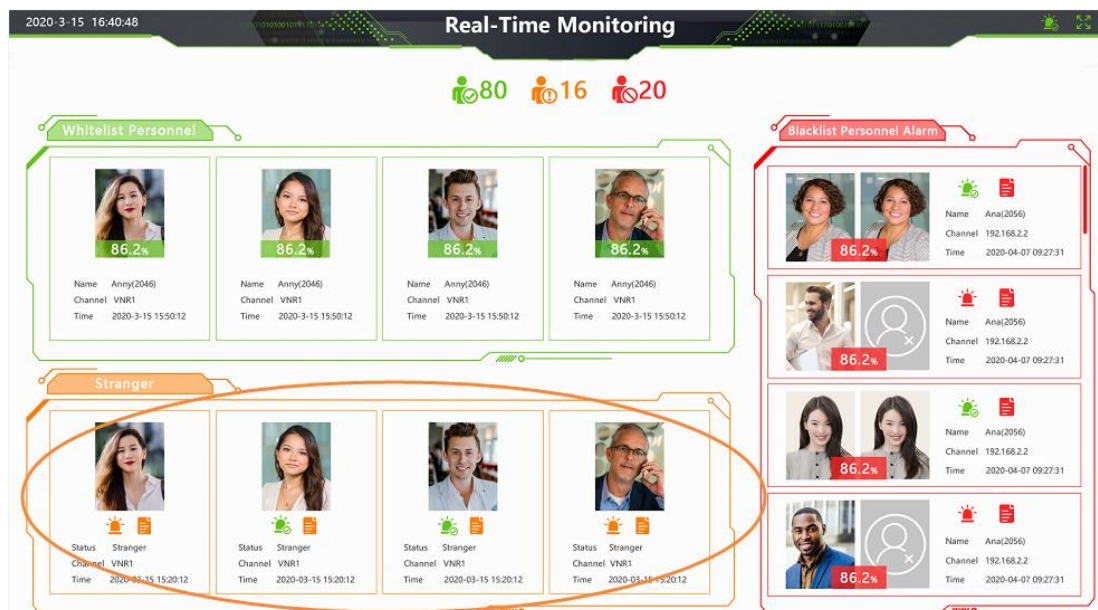 2020-3-15 16:40:48
Real-Time Monitoring
80 16 20
Whitelist Personnel
86.2%
Name Anny(2046)
Channel VNR1
Time 2020-3-15 15:50:12
86.2%
Name Anny(2046)
Channel VNR1
Time 2020-3-15 15:50:12
86.2%
Name Anny(2046)
Channel VNR1
Time 2020-3-15 15:50:12
86.2%
Name Anny(2046)
Channel VNR1
Time 2020-3-15 15:50:12
Stranger
Status Stranger
Channel VNR1
Time 2020-03-15 15:20:12
Status Stranger
Channel VNR1
Time 2020-03-15 15:20:12
Status Stranger
Channel VNR1
Time 2020-03-15 15:20:12
Status Stranger
Channel VNR1
Time 2020-03-15 15:20:12
Blacklist Personnel Alarm
86.2%
Name Ana(2056)
Channel 192.168.2.2
Time 2020-04-07 09:27:31
86.2%
Name Ana(2056)
Channel 192.168.2.2
Time 2020-04-07 09:27:31
86.2%
Name Ana(2056)
Channel 192.168.2.2
Time 2020-04-07 09:27:31
86.2%
Name Ana(2056)
Channel 192.168.2.2
Time 2020-04-07 09:27:31